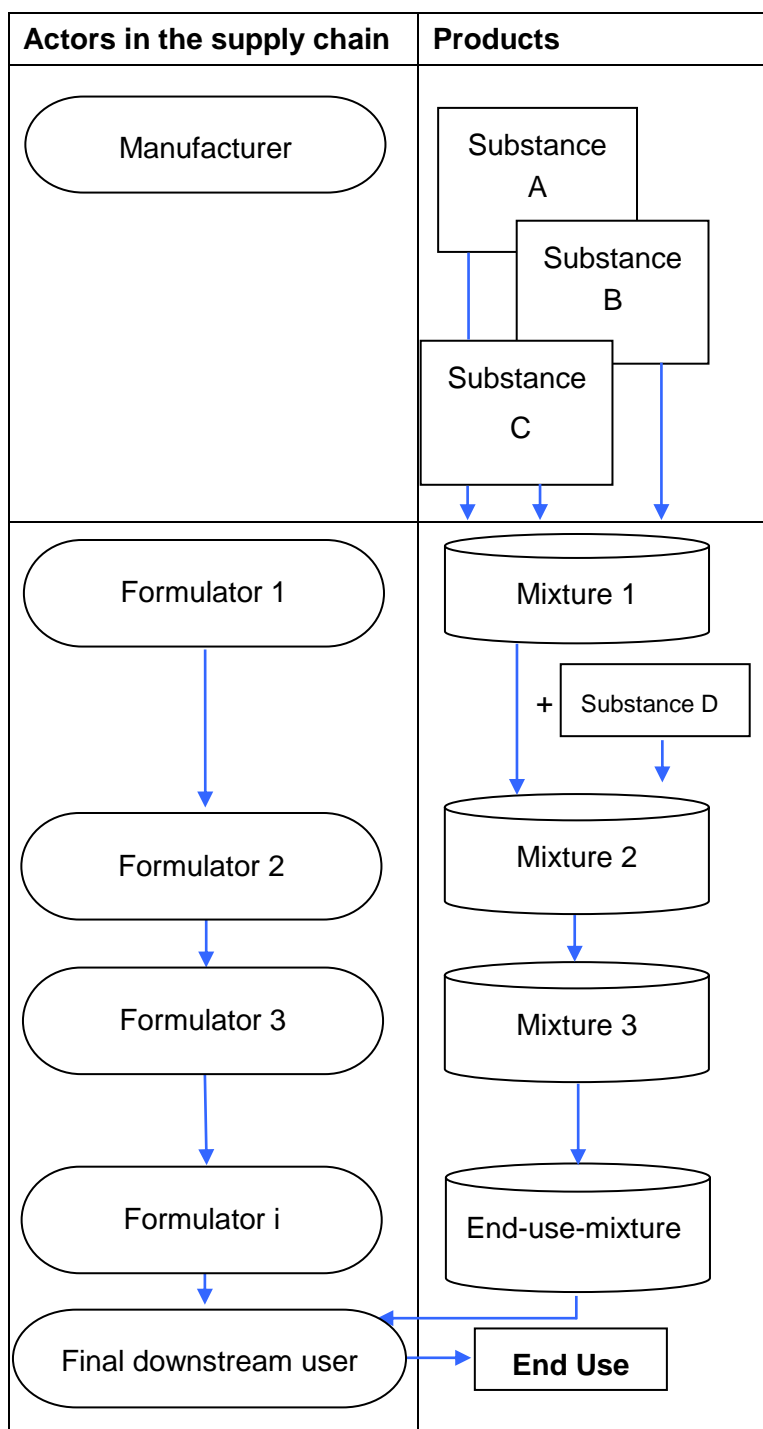 Actors in the supply chain
Products
Manufacturer
Substance
A
Substance
B
Substance
C
Formulator 1
Mixture 1
+
Substance D
Formulator 2
Mixture 2
Formulator 3
Mixture 3
Formulator i
End-use-mixture
Final downstream user
End Use